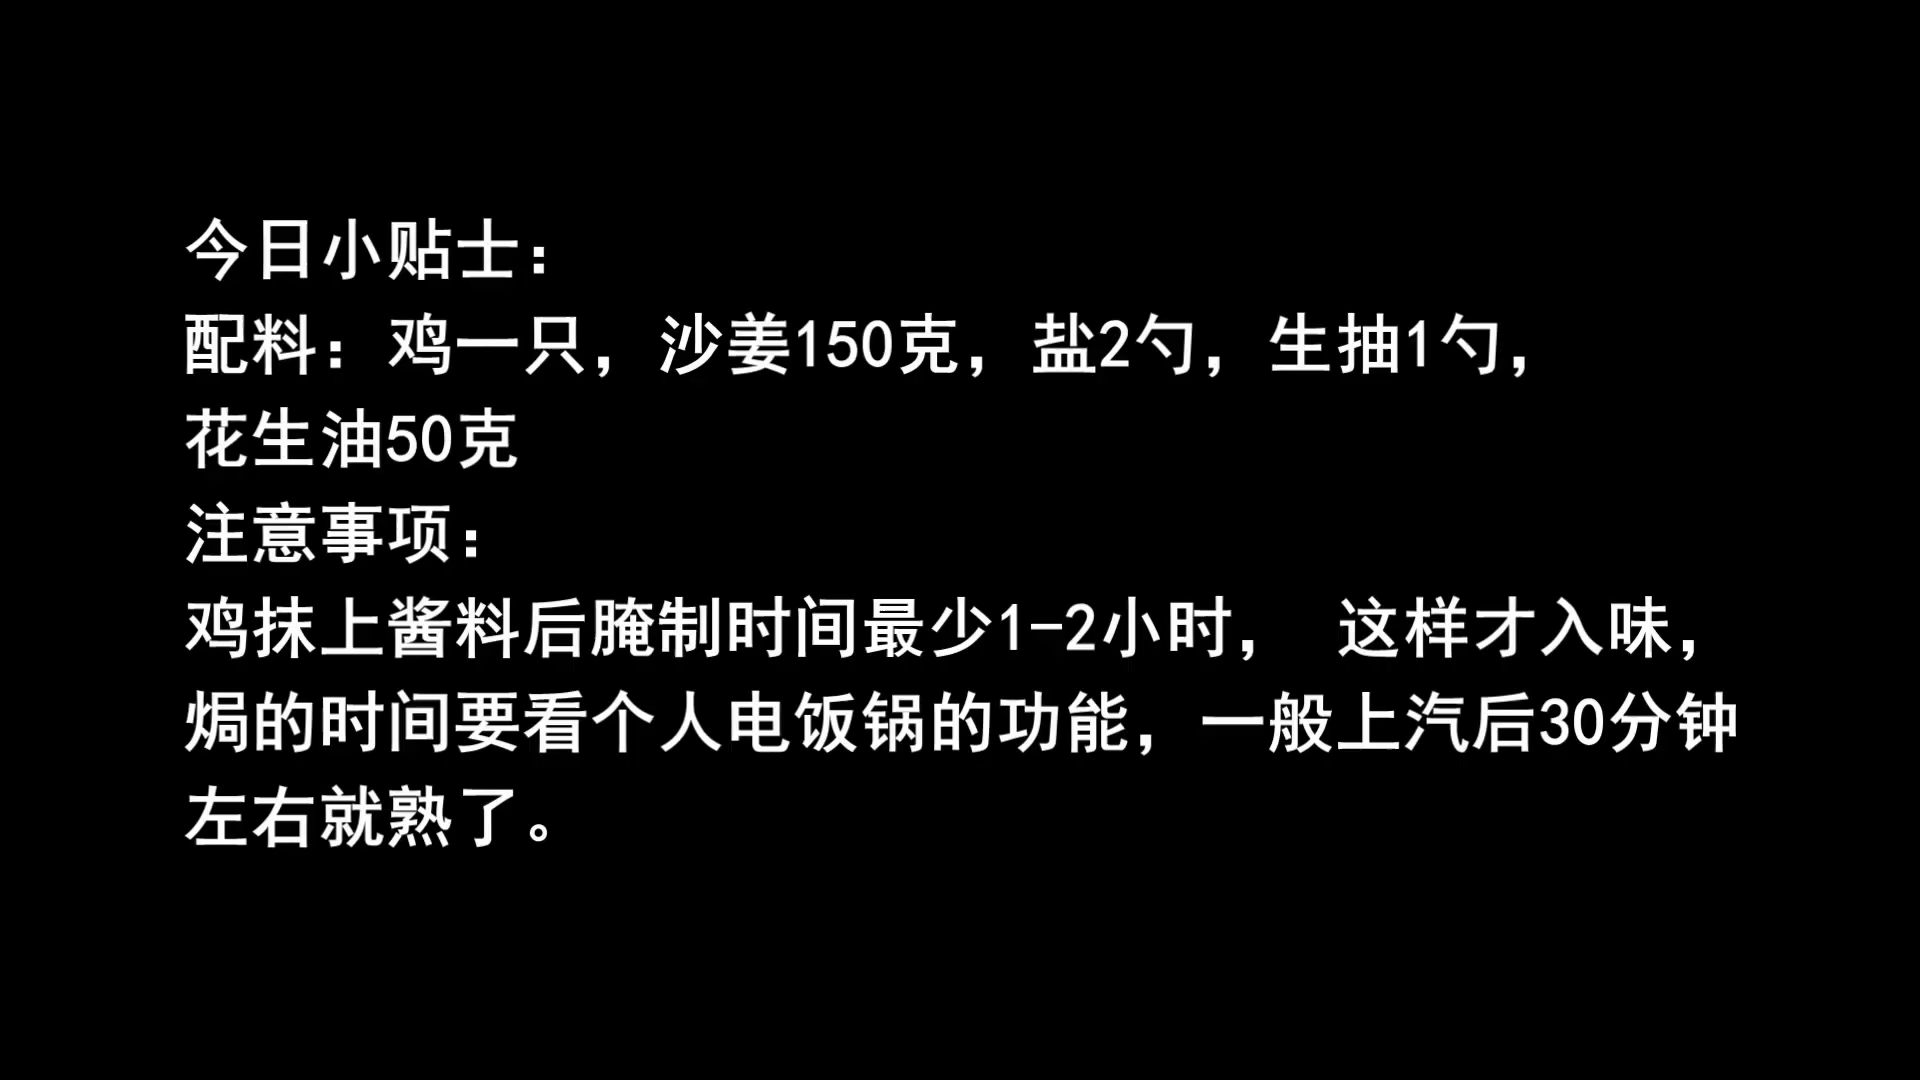 今日小贴士：
配料：鸡一只，沙姜150克，盐2勺，生抽1勺，
花生油50克
注意事项：
鸡抹上酱料后腌制时间最少1-2小时， 这样才入味，
焗的时间要看个人电饭锅的功能，一般上汽后30分钟
左右就熟了。